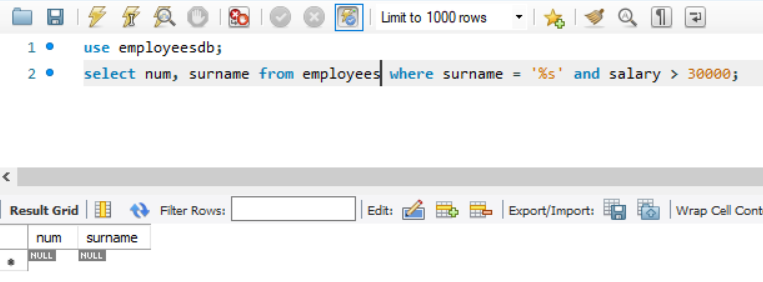 Limit to 1000 rows
1 use employeesdb;
2 select num, surname from employees where surname = '%s' and salary > 30000;
Result Grid Filter Rows: Edit: Export/Import: Wrap Cell Cont
num surname
NULL NULL